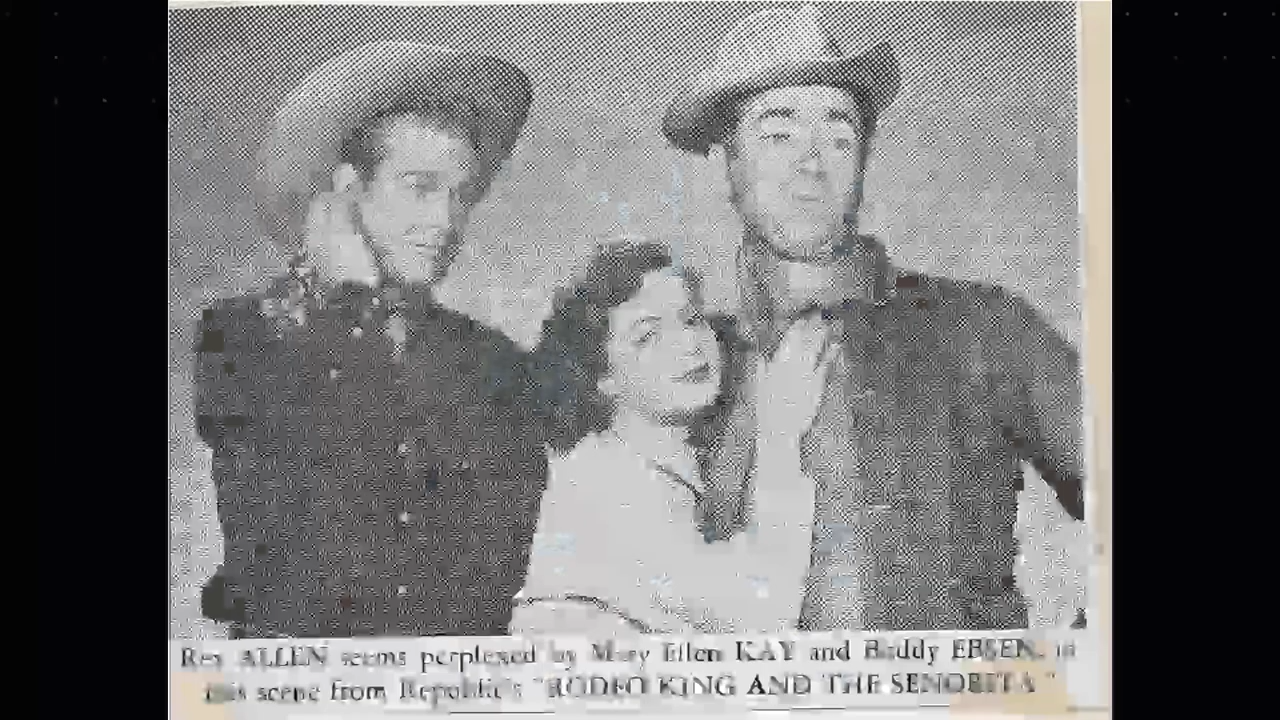 Rex ALLEN seems perplexed by Mary Ellen KAY and Buddy EBSEN, in
this scene from Republic's "RODEO KING AND THE SENORITA"